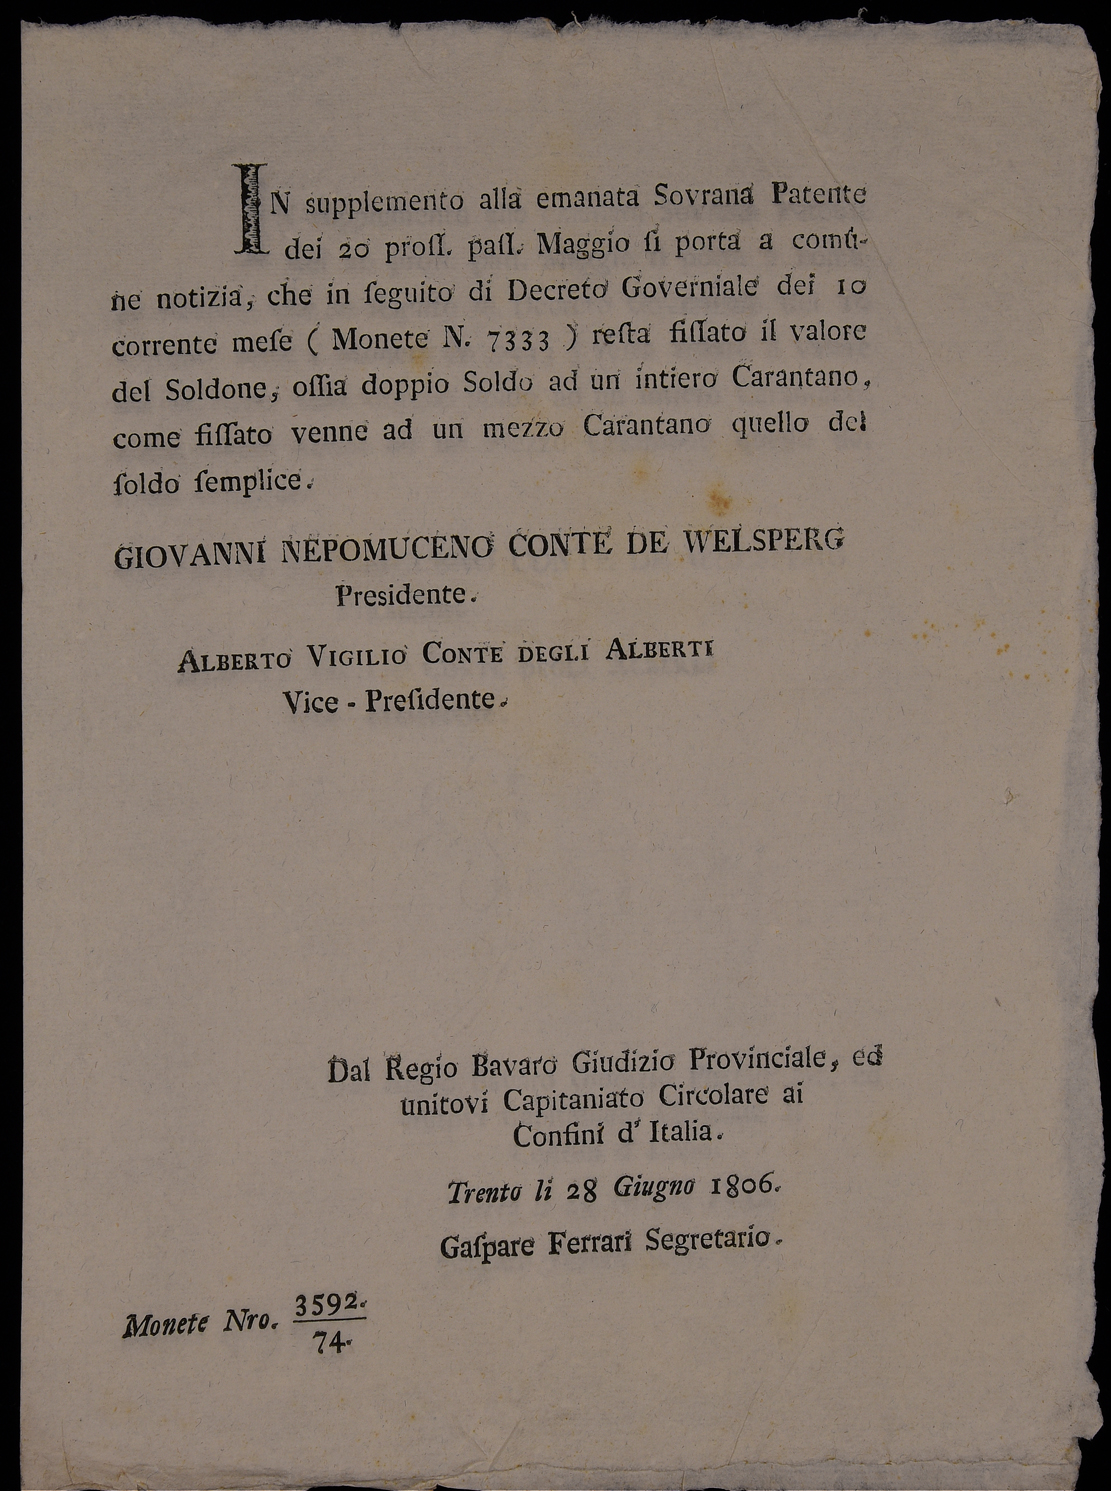 IN supplemento alla emanata Sovrana Patente
dei 20 proſſ. paſſ. Maggio ſi porta a comu-
ne notizia, che in ſeguito di Decreto Governiale dei 10
corrente meſe ( Monete N. 7333 ) reſta fiſſato il valore
del Soldone, oſſia doppio Soldo ad un intiero Carantano,
come fiſſato venne ad un mezzo Carantano quello del
ſoldo ſemplice.
GIOVANNI NEPOMUCENO CONTE DE WELSPERG
Presidente.
ALBERTO VIGILIO CONTE DEGLI ALBERTI
Vice - Preſidente.
Dal Regio Bavaro Giudizio Provinciale, ed
unitovi Capitaniato Circolare ai
Confini d' Italia.
Trento li 28 Giugno 1806.
Gaſpare Ferrari Segretario.
Monete Nro. 3592.
74.